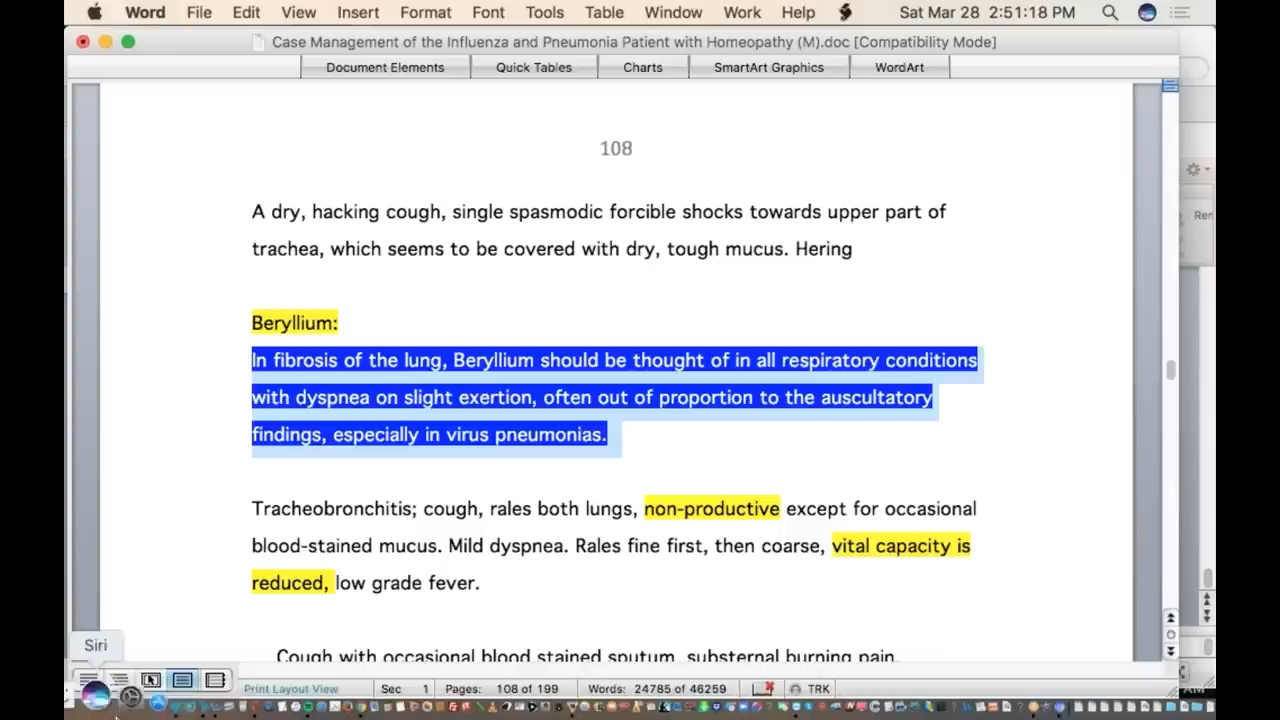 Word File Edit View Insert Format Font Tools Table Window Work Help Sat Mar 28 2:51:18 PM
Case Management of the Influenza and Pneumonia Patient with Homeopathy (M).doc [Compatibility Mode]
Document Elements Quick Tables Charts SmartArt Graphics WordArt
108
A dry, hacking cough, single spasmodic forcible shocks towards upper part of
trachea, which seems to be covered with dry, tough mucus. Hering
Beryllium:
In fibrosis of the lung, Beryllium should be thought of in all respiratory conditions
with dyspnea on slight exertion, often out of proportion to the auscultatory
findings, especially in virus pneumonias.
Tracheobronchitis; cough, rales both lungs, non-productive except for occasional
blood-stained mucus. Mild dyspnea. Rales fine first, then coarse, vital capacity is
reduced, low grade fever.
Cough with occasional blood stained sputum, substernal burning pain,
Siri
Print Layout View Sec 1 Pages: 108 of 199 Words: 24785 of 46259 TRK
Ren
AM